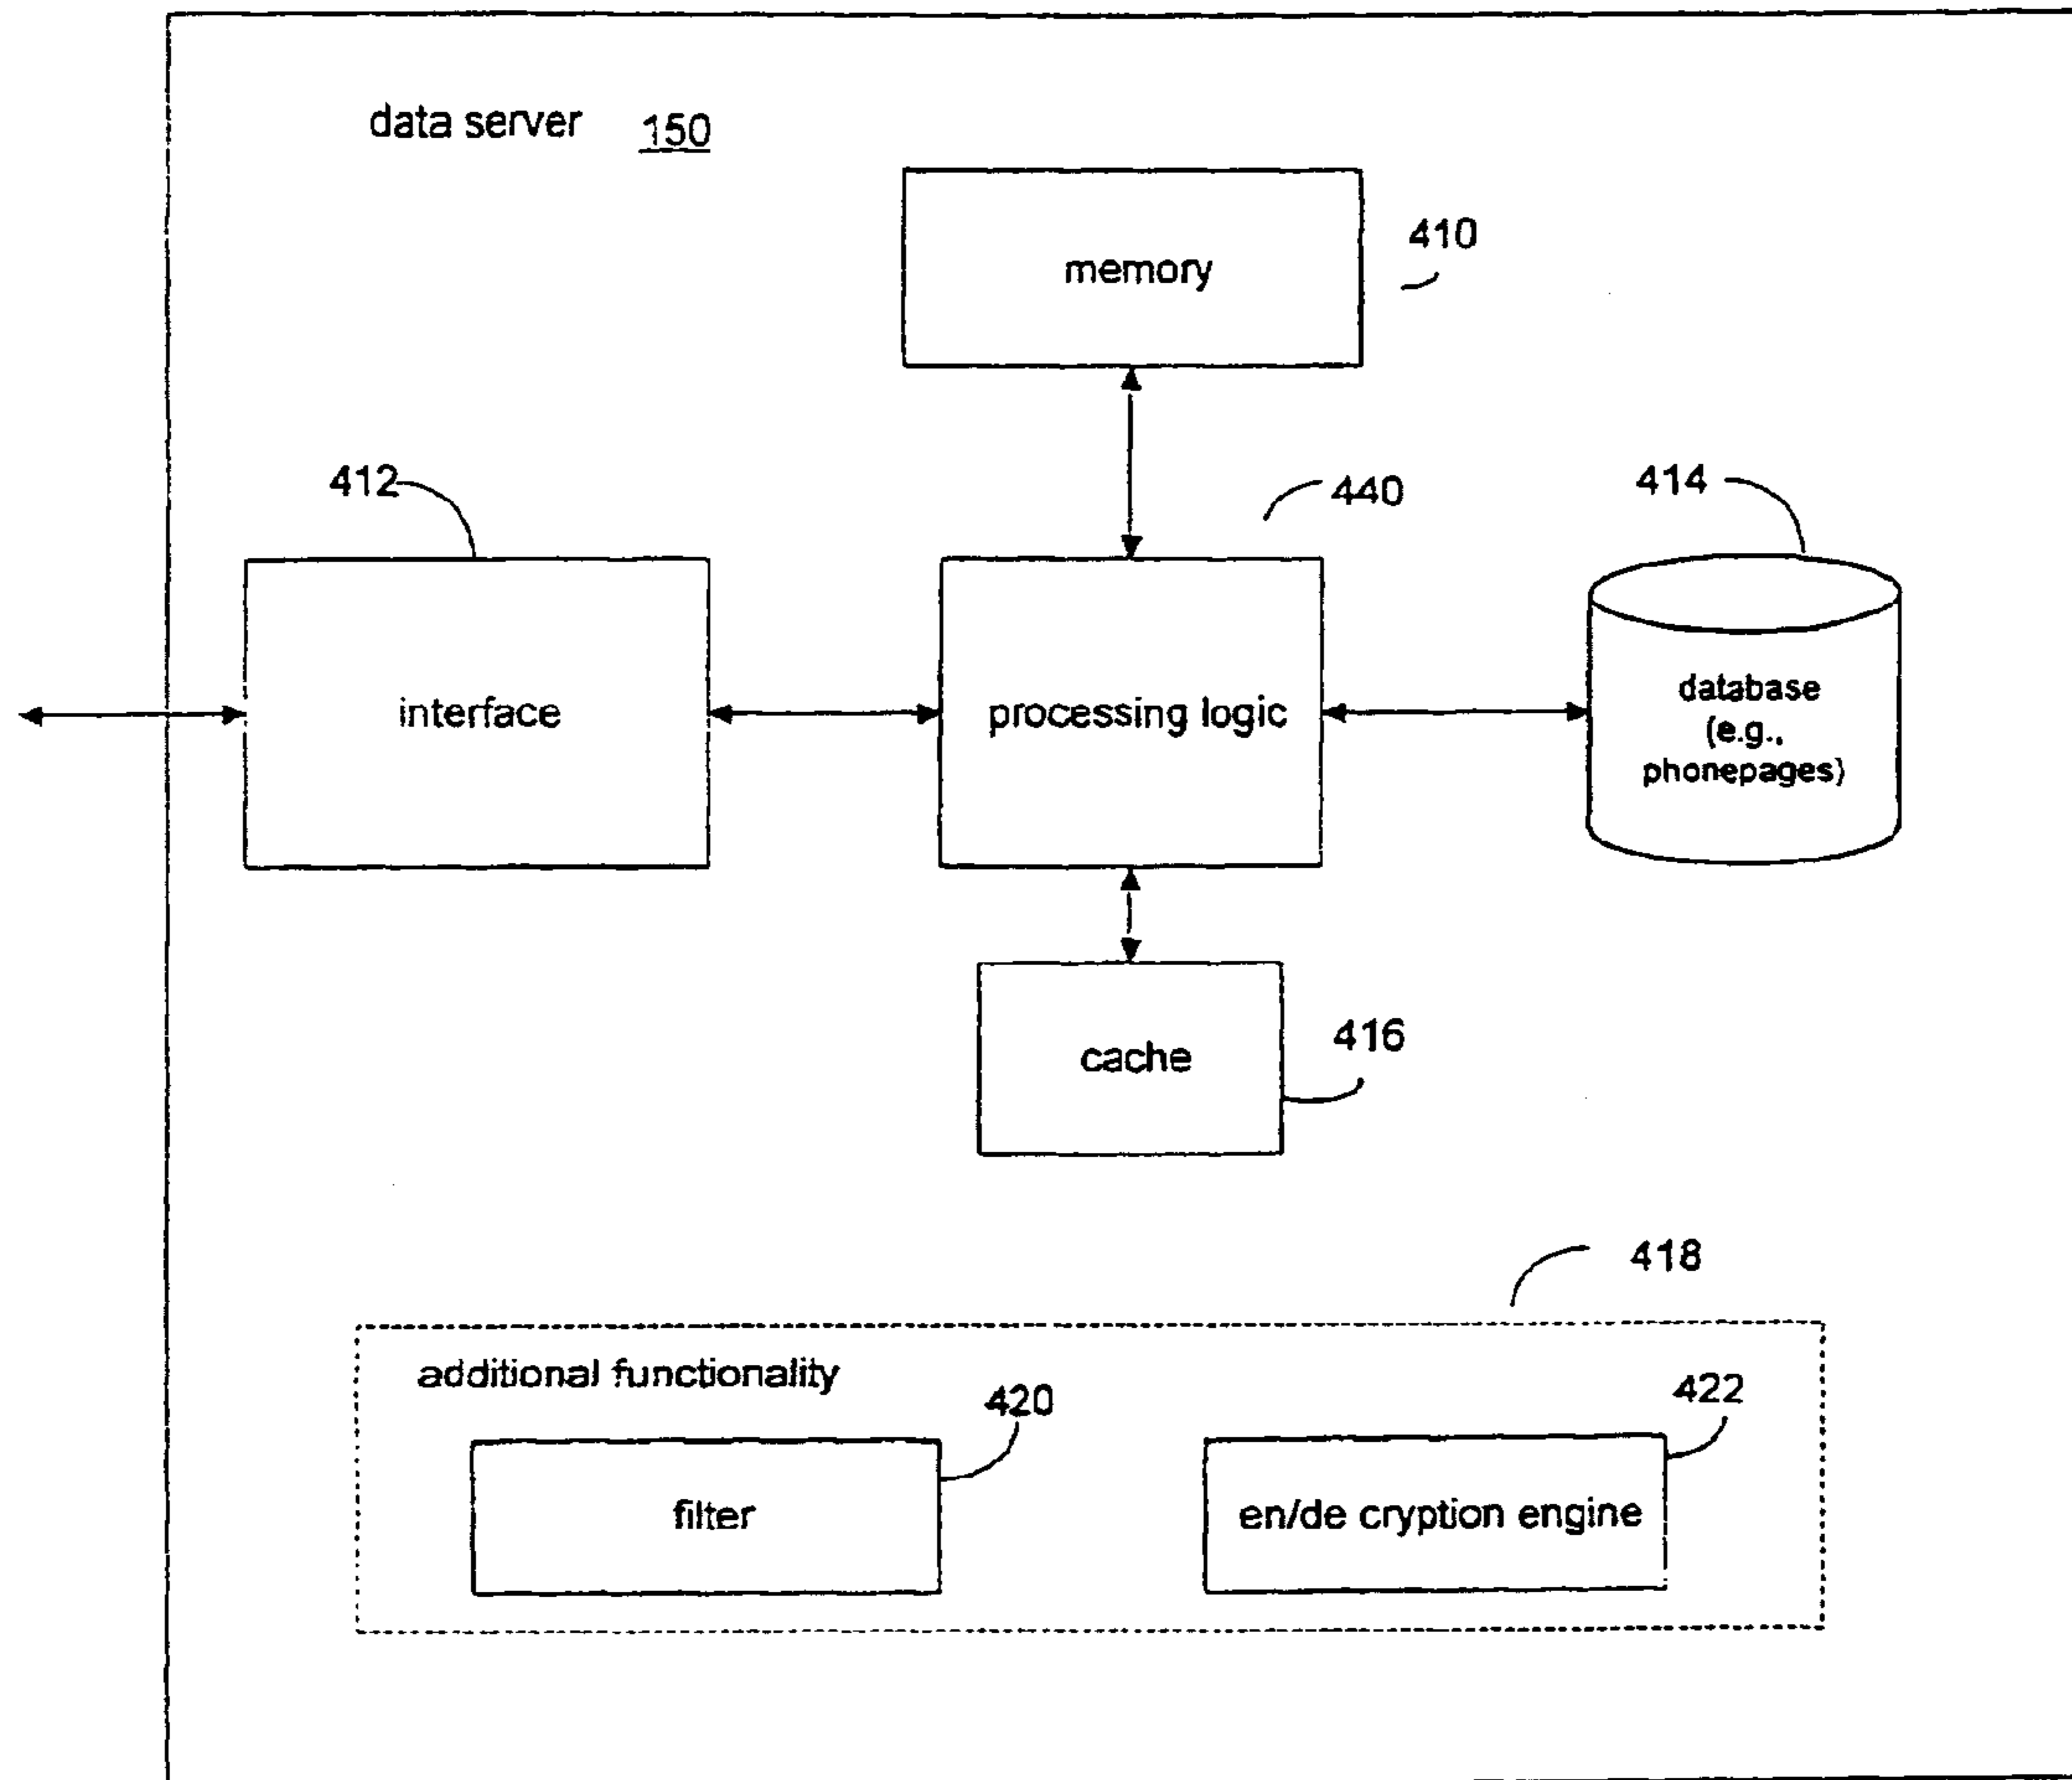 data server 150
memory
410
412
440
414
interface
processing logic
database
(e.g.,
phonepages)
cache
416
418
additional functionality
420
422
filter
en/de cryption engine